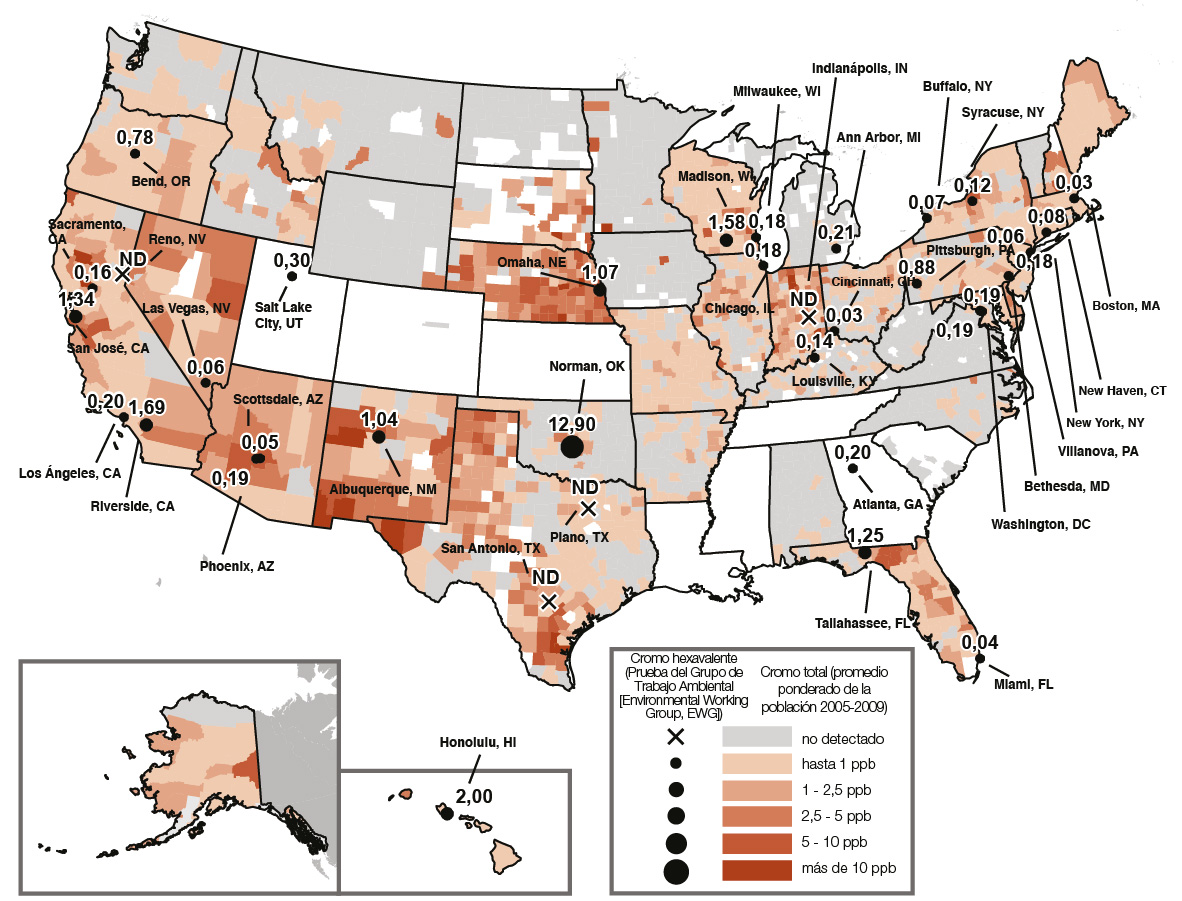 Indianápolis, IN
Milwaukee, WI
Buffalo, NY
Syracuse, NY
Ann Arbor, MI
0,78
Bend, OR
Madison, WI
0,12
0,03
0,07
0,08
1,58
0,18
0,21
0,06
0,18
0,18
Sacramento,
CA
Reno, NV
ND
0,16
1,34
San José, CA
Las Vegas, NV
0,06
0,30
Salt Lake
City, UT
Omaha, NE
1,07
Chicago, IL
ND
Cincinnati, OH
0,03
0,14
Louisville, KY
Pittsburgh, PA
0,88
0,19
0,19
Boston, MA
New Haven, CT
New York, NY
Villanova, PA
Bethesda, MD
Washington, DC
Norman, OK
12,90
Scottsdale, AZ
0,05
0,19
Phoenix, AZ
0,20
1,69
Los Ángeles, CA
Riverside, CA
1,04
Albuquerque, NM
ND
Plano, TX
San Antonio, TX
ND
0,20
Atlanta, GA
1,25
Tallahassee, FL
0,04
Miami, FL
Honolulu, HI
2,00
Cromo hexavalente
(Prueba del Grupo de
Trabajo Ambiental
[Environmental Working
Group, EWG])
Cromo total (promedio
ponderado de la
población 2005-2009)
no detectado
hasta 1 ppb
1 - 2,5 ppb
2,5 - 5 ppb
5 - 10 ppb
más de 10 ppb